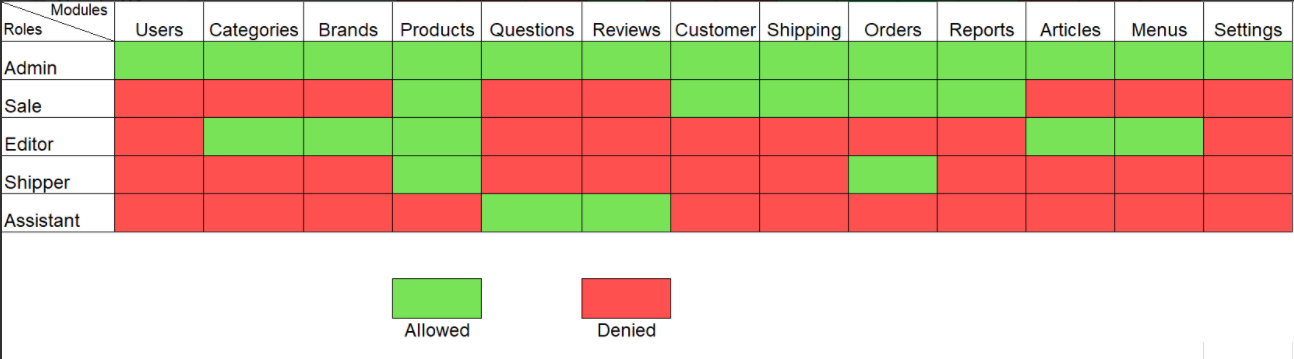 Modules
Roles
Users Categories Brands Products Questions Reviews Customer Shipping Orders Reports Articles Menus Settings
Admin
Sale
Editor
Shipper
Assistant
Allowed Denied